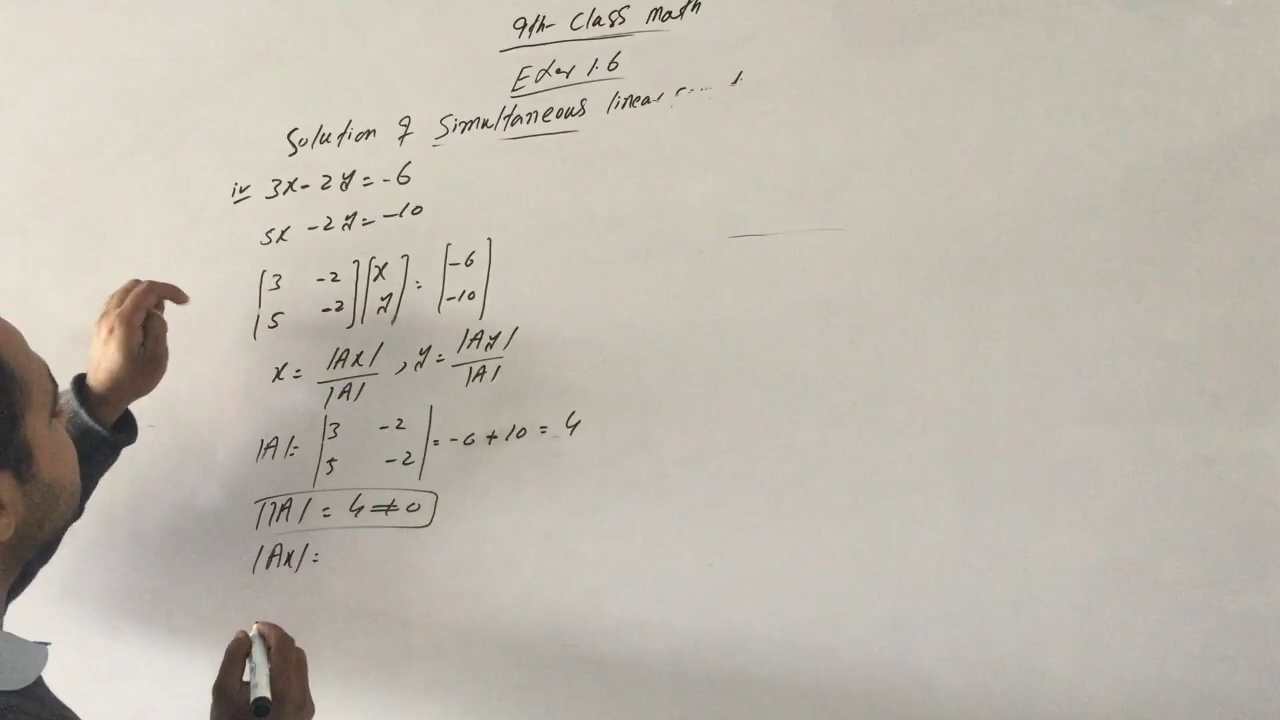 9th Class Math
Exer 1.6
Solution of Simultaneous linear
iv 3x - 2y = -6
5x - 2y = -10
[3 -2] [x] = [-6]
[5 -2] [y] [-10]
x = |Ax| / |A| , y = |Ay| / |A|
|A| = |3 -2| = -6 + 10 = 4
|5 -2|
|A| = 4 ≠ 0
|Ax| =